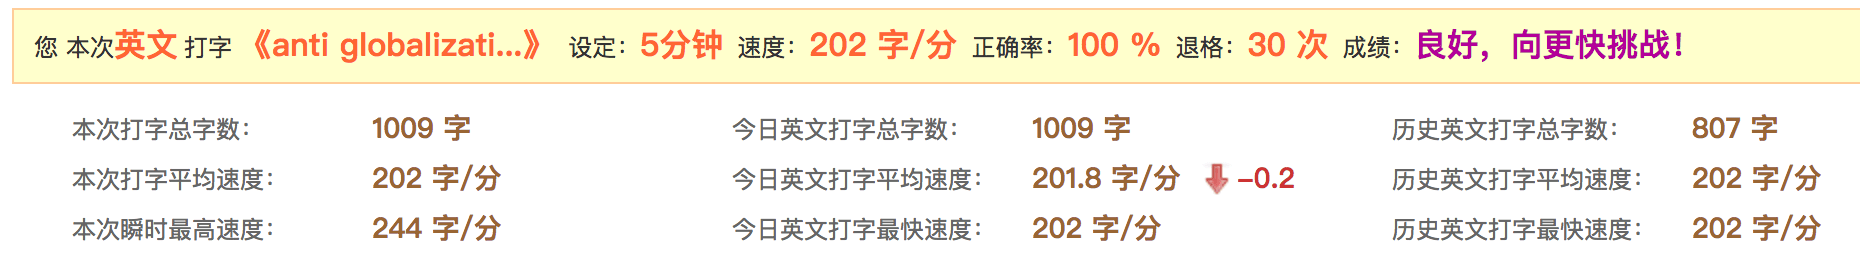 您 本次英文 打字 《anti globalizati...》 设定：5分钟 速度：202 字/分 正确率：100 % 退格：30 次 成绩：良好，向更快挑战！
本次打字总字数： 1009 字 今日英文打字总字数： 1009 字 历史英文打字总字数： 807 字
本次打字平均速度： 202 字/分 今日英文打字平均速度： 201.8 字/分 -0.2 历史英文打字平均速度： 202 字/分
本次瞬时最高速度： 244 字/分 今日英文打字最快速度： 202 字/分 历史英文打字最快速度： 202 字/分